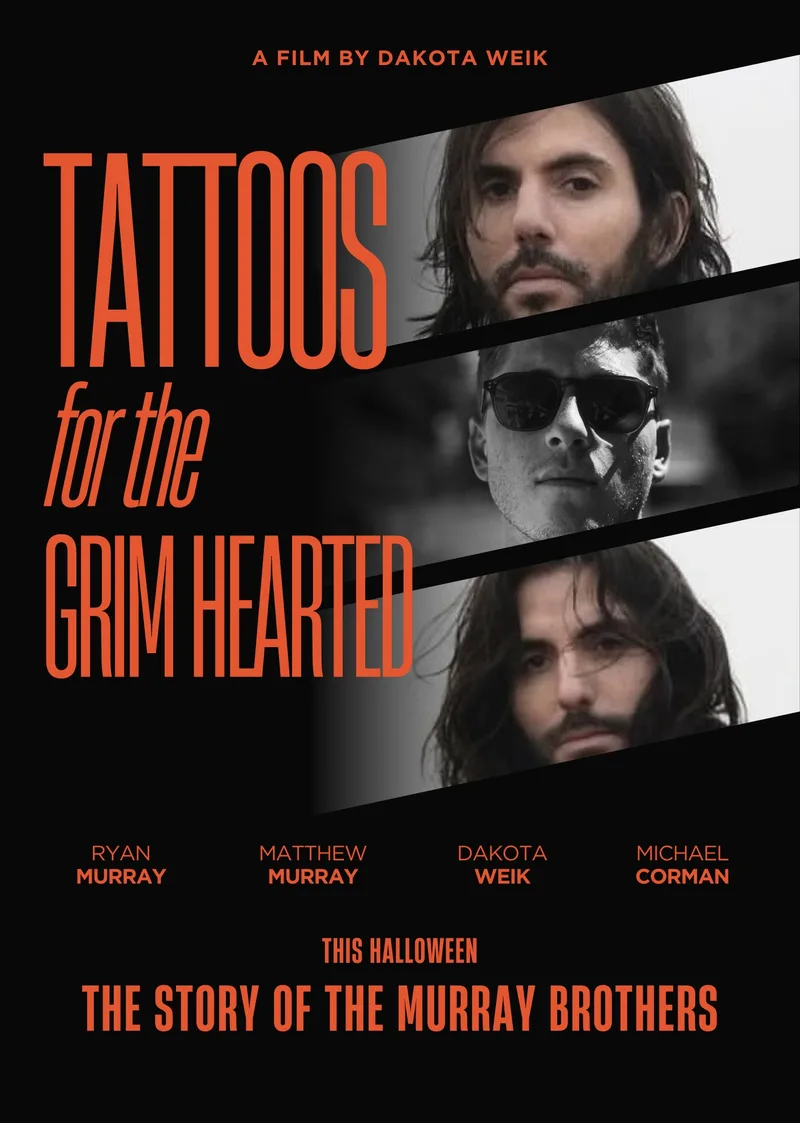 A FILM BY DAKOTA WEIK
TATTOOS
for the
GRIM HEARTED
RYAN
MURRAY
MATTHEW
MURRAY
DAKOTA
WEIK
MICHAEL
CORMAN
THIS HALLOWEEN
THE STORY OF THE MURRAY BROTHERS